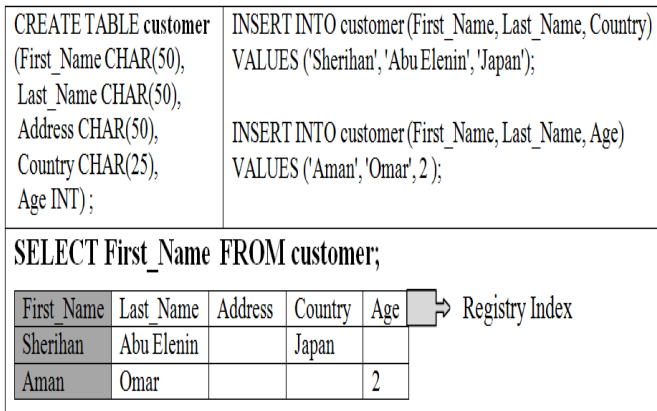 CREATE TABLE customer
(First_Name CHAR(50),
Last_Name CHAR(50),
Address CHAR(50),
Country CHAR(25),
Age INT) ;
INSERT INTO customer (First_Name, Last_Name, Country)
VALUES ('Sherihan', 'Abu Elenin', 'Japan');
INSERT INTO customer (First_Name, Last_Name, Age)
VALUES ('Aman', 'Omar', 2 );
SELECT First_Name FROM customer;
First_Name Last_Name Address Country Age Registry Index
Sherihan Abu Elenin Japan
Aman Omar 2